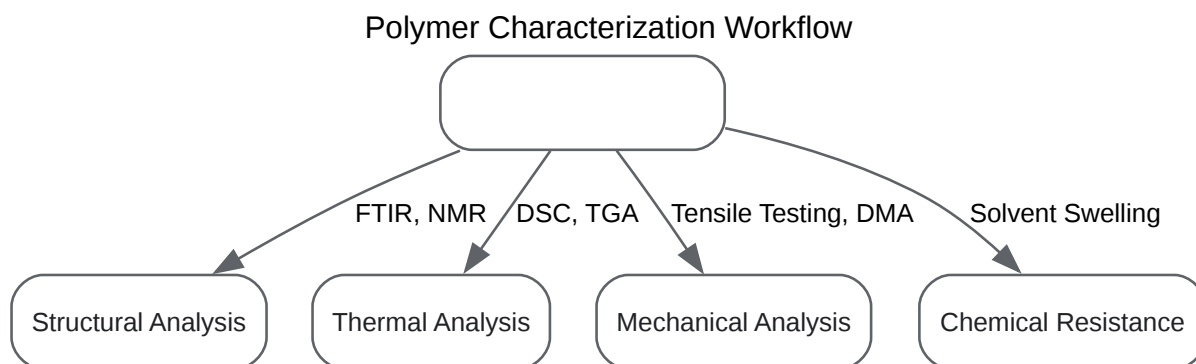 Polymer Characterization Workflow
FTIR, NMR
DSC, TGA
Tensile Testing, DMA
Solvent Swelling
Structural Analysis
Thermal Analysis
Mechanical Analysis
Chemical Resistance